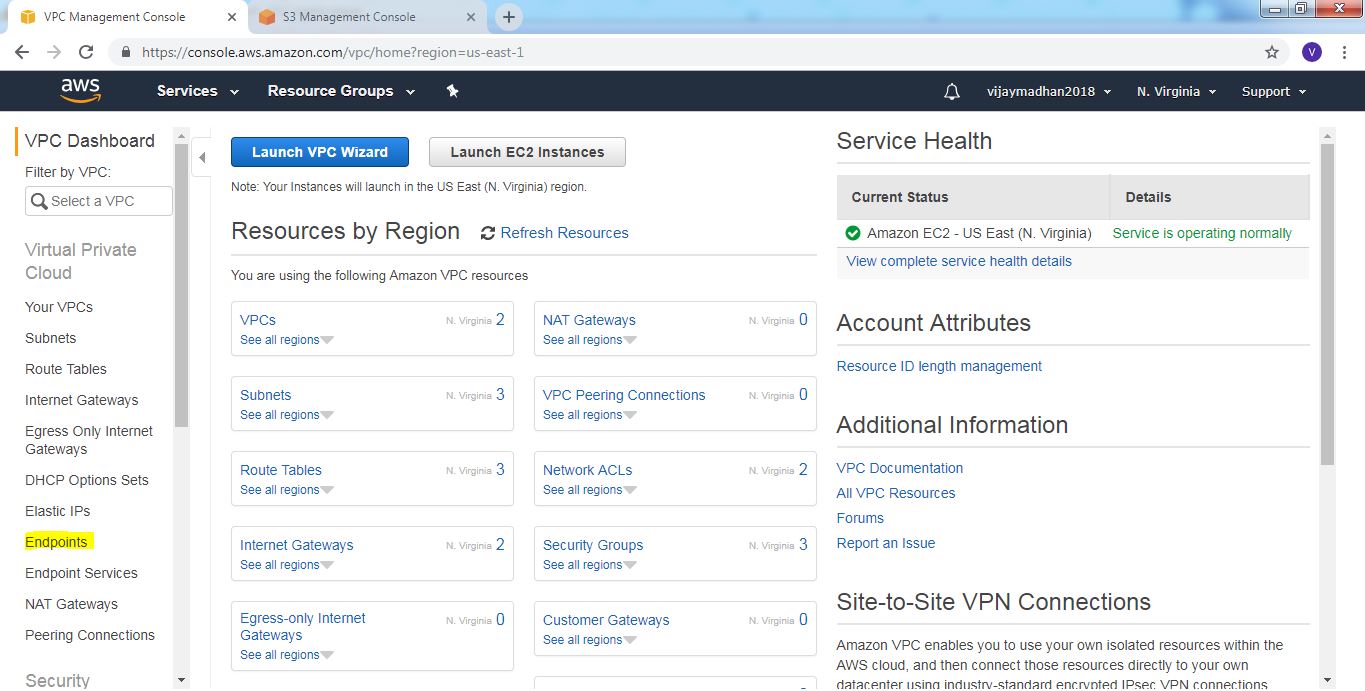 VPC Management Console
S3 Management Console
https://console.aws.amazon.com/vpc/home?region=us-east-1
V
aws
Services
Resource Groups
vijaymadhan2018
N. Virginia
Support
VPC Dashboard
Filter by VPC:
Select a VPC
Virtual Private
Cloud
Your VPCs
Subnets
Route Tables
Internet Gateways
Egress Only Internet
Gateways
DHCP Options Sets
Elastic IPs
Endpoints
Endpoint Services
NAT Gateways
Peering Connections
Security
Launch VPC Wizard
Launch EC2 Instances
Note: Your Instances will launch in the US East (N. Virginia) region.
Resources by Region
Refresh Resources
You are using the following Amazon VPC resources
VPCs N. Virginia 2
See all regions
NAT Gateways N. Virginia 0
See all regions
Subnets N. Virginia 3
See all regions
VPC Peering Connections N. Virginia 0
See all regions
Route Tables N. Virginia 3
See all regions
Network ACLs N. Virginia 2
See all regions
Internet Gateways N. Virginia 2
See all regions
Security Groups N. Virginia 3
See all regions
Egress-only Internet N. Virginia 0
Gateways
See all regions
Customer Gateways N. Virginia 0
See all regions
Service Health
Current Status Details
Amazon EC2 - US East (N. Virginia) Service is operating normally
View complete service health details
Account Attributes
Resource ID length management
Additional Information
VPC Documentation
All VPC Resources
Forums
Report an Issue
Site-to-Site VPN Connections
Amazon VPC enables you to use your own isolated resources within the
AWS cloud, and then connect those resources directly to your own
datacenter using industry-standard encrypted IPsec VPN connections